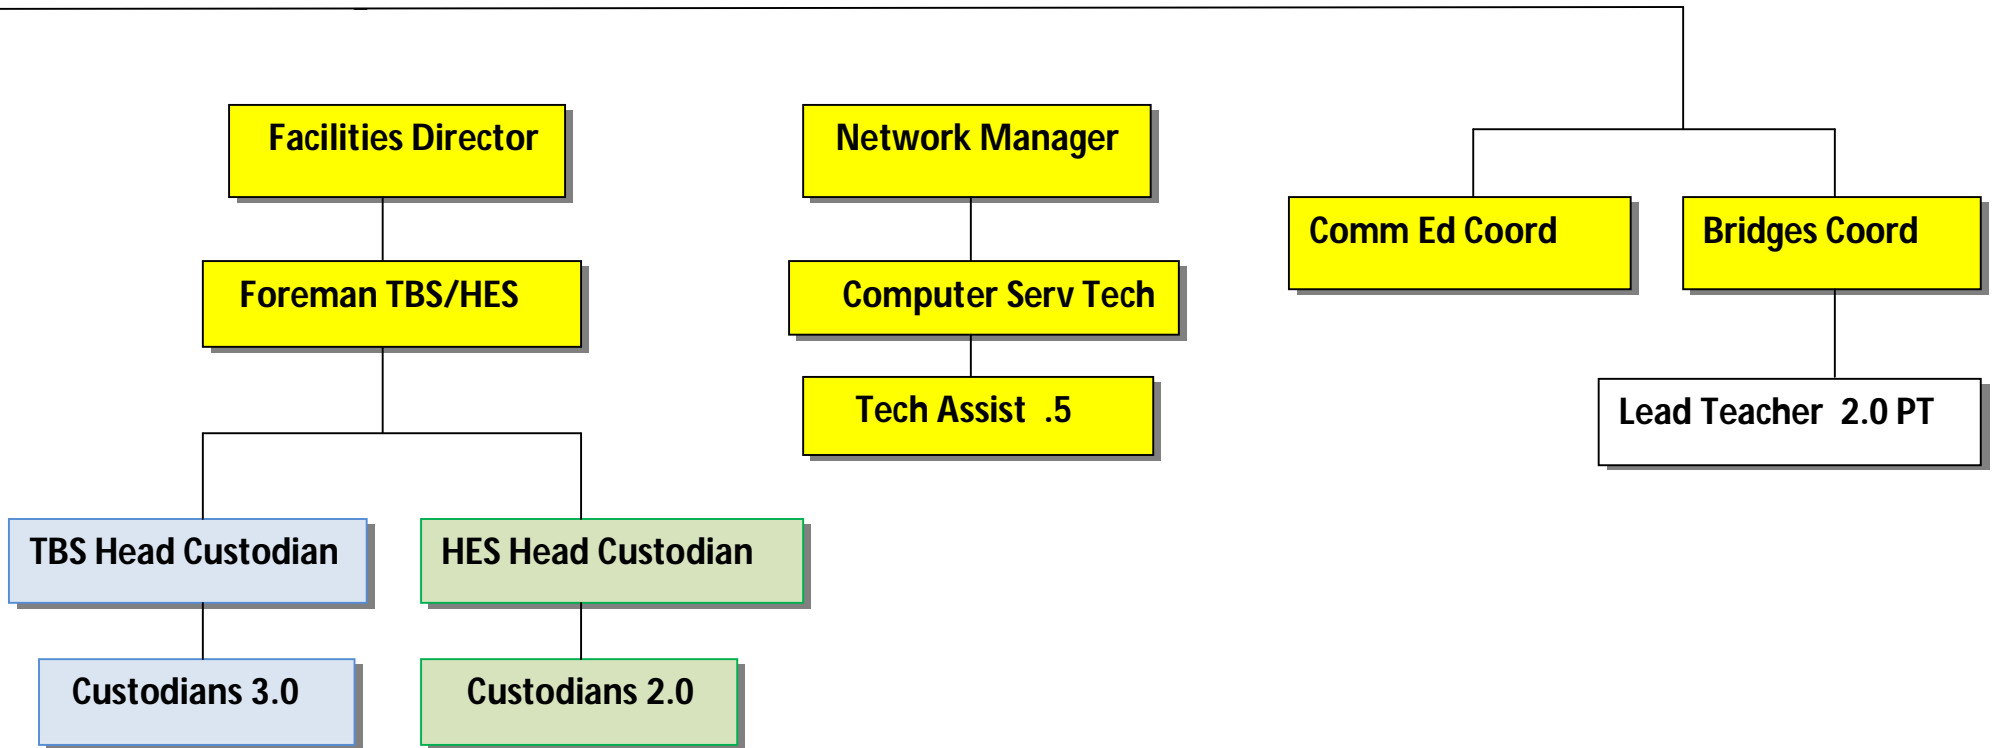 Facilities Director
Network Manager
Comm Ed Coord
Bridges Coord
Foreman TBS/HES
Computer Serv Tech
Tech Assist .5
Lead Teacher 2.0 PT
TBS Head Custodian
HES Head Custodian
Custodians 3.0
Custodians 2.0